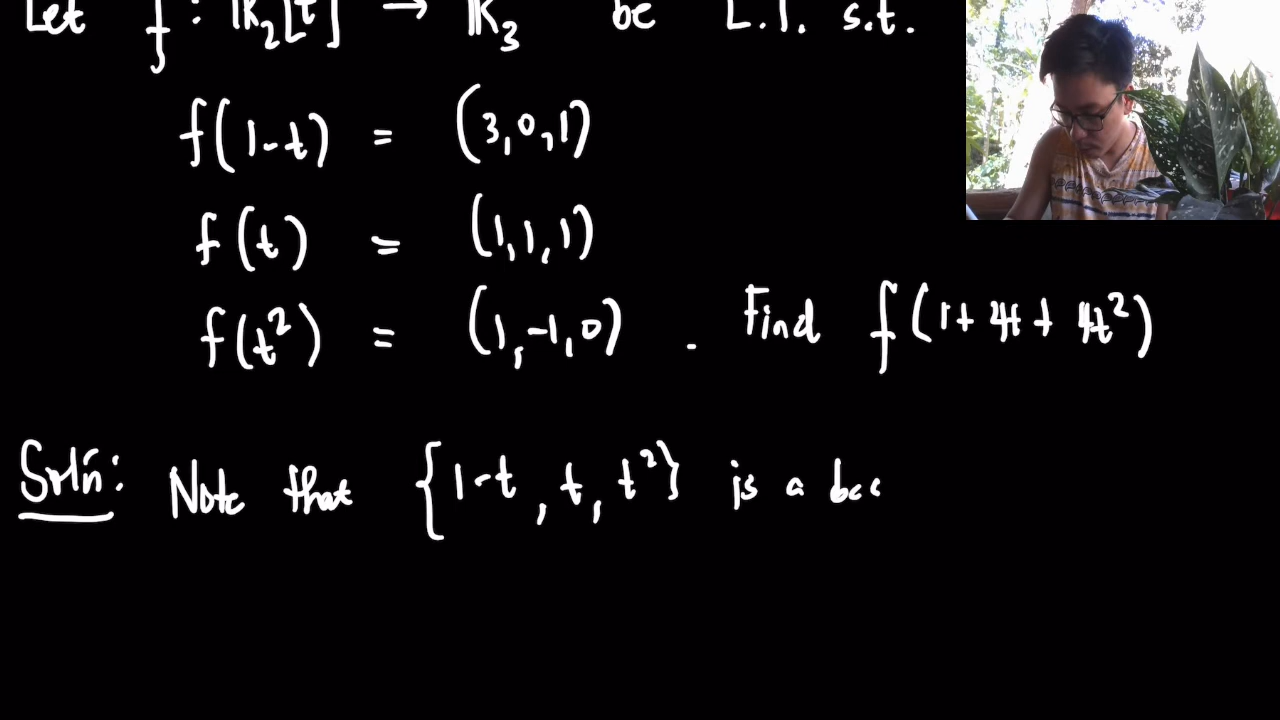 Let f : ℝ₂[t] → ℝ₃ be L.T. s.t.
f(1-t) = (3,0,1)
f(t) = (1,1,1)
f(t²) = (1,-1,0) . Find f(1+4t+4t²)
Sol'n: Note that {1-t, t, t²} is a